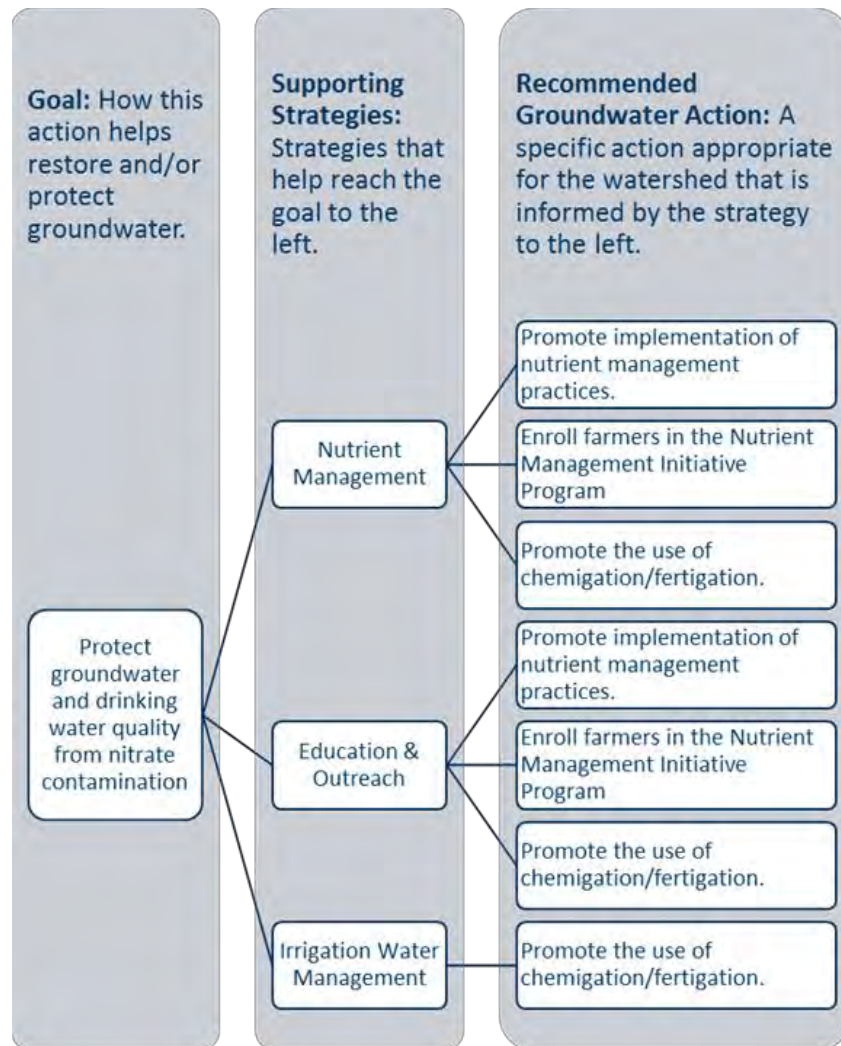 Goal: How this
action helps
restore and/or
protect
groundwater.
Supporting
Strategies:
Strategies that
help reach the
goal to the
left.
Recommended
Groundwater Action: A
specific action appropriate
for the watershed that is
informed by the strategy
to the left.
Protect
groundwater
and drinking
water quality
from nitrate
contamination
Nutrient
Management
Promote implementation of
nutrient management
practices.
Enroll farmers in the Nutrient
Management Initiative
Program
Promote the use of
chemigation/fertigation.
Education &
Outreach
Promote implementation of
nutrient management
practices.
Enroll farmers in the Nutrient
Management Initiative
Program
Promote the use of
chemigation/fertigation.
Irrigation Water
Management
Promote the use of
chemigation/fertigation.